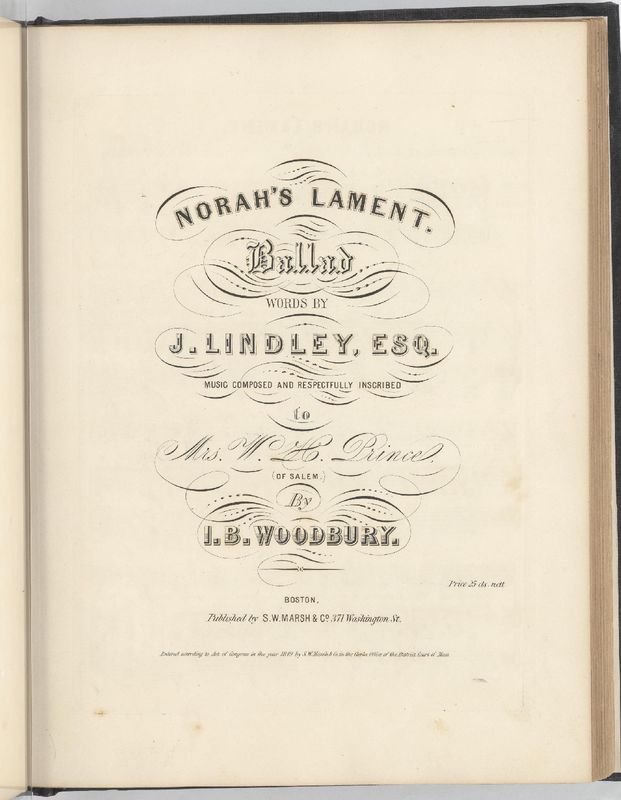 NORAH'S LAMENT.
Ballad.
WORDS BY
J. LINDLEY, ESQ.
MUSIC COMPOSED AND RESPECTFULLY INSCRIBED
to
Mrs. W. H. Prince.
(OF SALEM.)
By
I. B. WOODBURY.
Price 25 cts. nett
BOSTON,
Published by S. W. MARSH & Co. 371 Washington St.
Entered according to Act of Congress in the year 1849 by S. W. Marsh & Co. in the Clerks Office of the District Court of Mass.